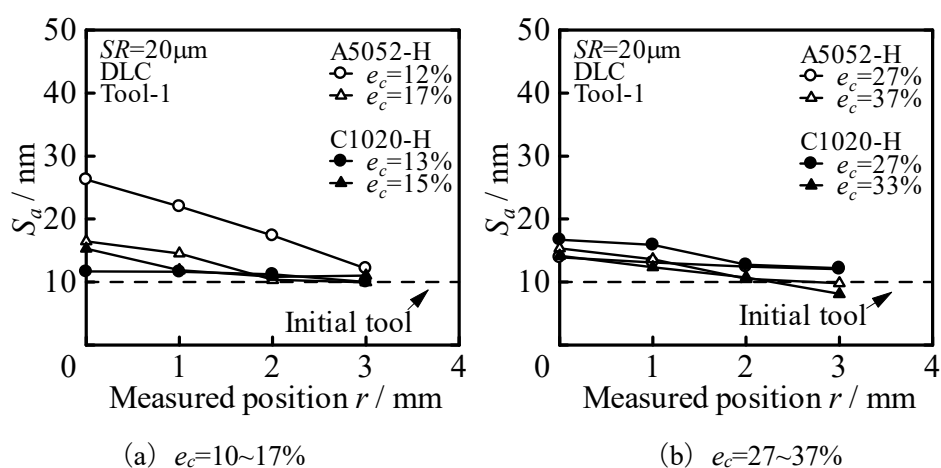 50
40
30
20
10
0
Sa / nm
SR=20μm
DLC
Tool-1
A5052-H
ec=12%
ec=17%
C1020-H
ec=13%
ec=15%
Initial tool
1 2 3 4
Measured position r / mm
(a) ec=10~17%
50
40
30
20
10
0
Sa / nm
SR=20μm
DLC
Tool-1
A5052-H
ec=27%
ec=37%
C1020-H
ec=27%
ec=33%
Initial tool
1 2 3 4
Measured position r / mm
(b) ec=27~37%